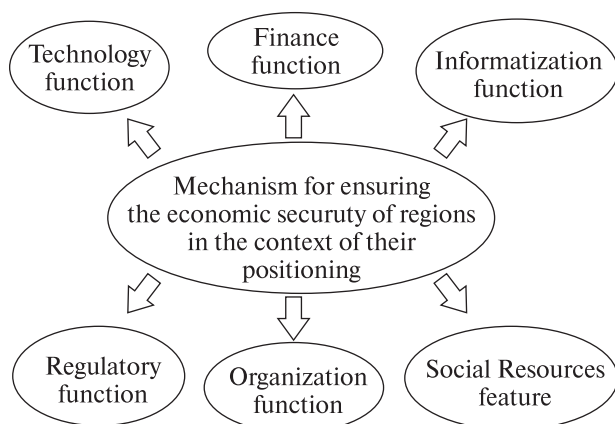 Technology
function
Finance
function
Informatization
function
Mechanism for ensuring
the economic securuty of regions
in the context of their
positioning
Regulatory
function
Organization
function
Social Resources
feature